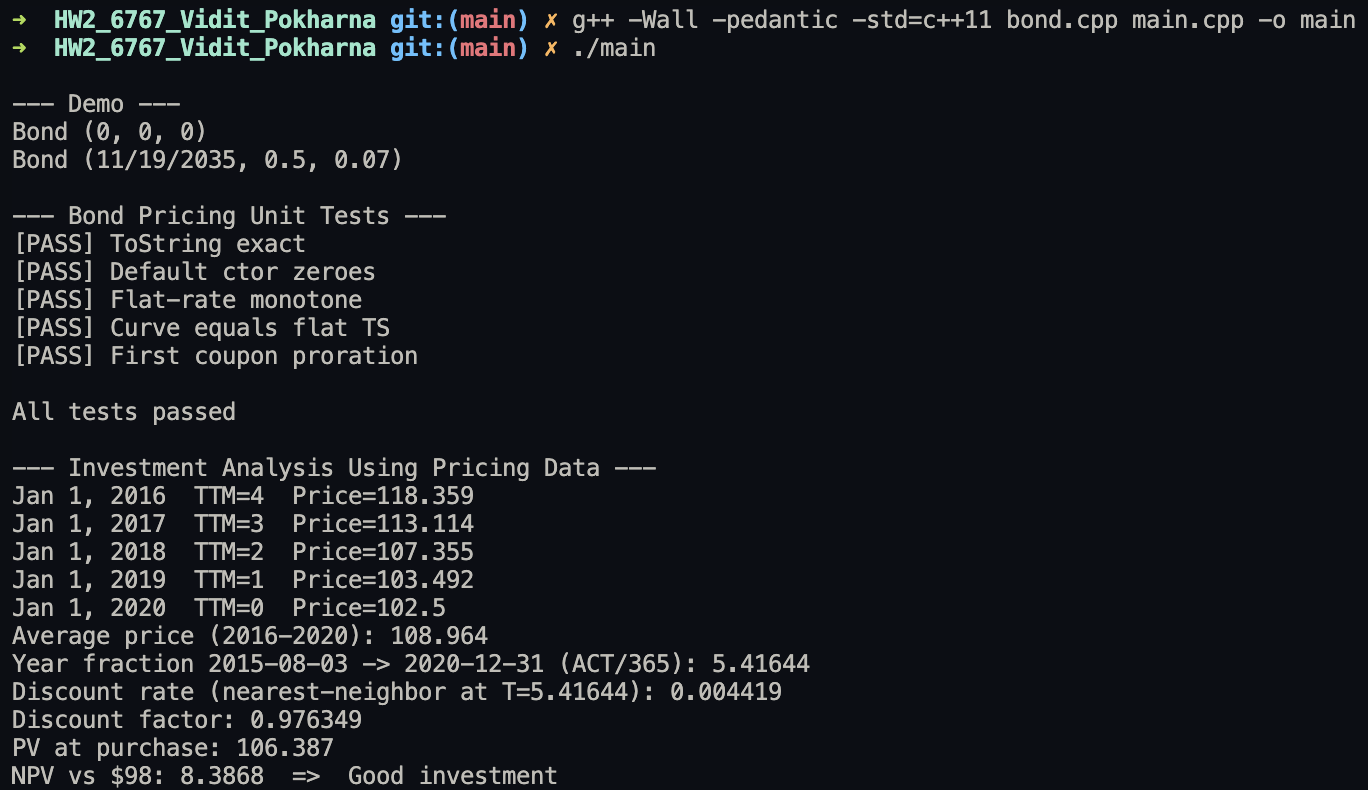 ➜  HW2_6767_Vidit_Pokharna git:(main) ✗ g++ -Wall -pedantic -std=c++11 bond.cpp main.cpp -o main
➜  HW2_6767_Vidit_Pokharna git:(main) ✗ ./main
--- Demo ---
Bond (0, 0, 0)
Bond (11/19/2035, 0.5, 0.07)
--- Bond Pricing Unit Tests ---
[PASS] ToString exact
[PASS] Default ctor zeroes
[PASS] Flat-rate monotone
[PASS] Curve equals flat TS
[PASS] First coupon proration
All tests passed
--- Investment Analysis Using Pricing Data ---
Jan 1, 2016  TTM=4  Price=118.359
Jan 1, 2017  TTM=3  Price=113.114
Jan 1, 2018  TTM=2  Price=107.355
Jan 1, 2019  TTM=1  Price=103.492
Jan 1, 2020  TTM=0  Price=102.5
Average price (2016-2020): 108.964
Year fraction 2015-08-03 -> 2020-12-31 (ACT/365): 5.41644
Discount rate (nearest-neighbor at T=5.41644): 0.004419
Discount factor: 0.976349
PV at purchase: 106.387
NPV vs $98: 8.3868  =>  Good investment